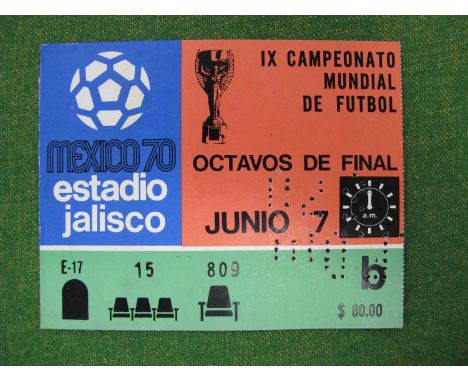 IX CAMPEONATO
MUNDIAL
DE FUTBOL
MEXICO 70
estadio
jalisco
OCTAVOS DE FINAL
JUNIO 7
a.m.
E-17
15
809
b
$ 80.00